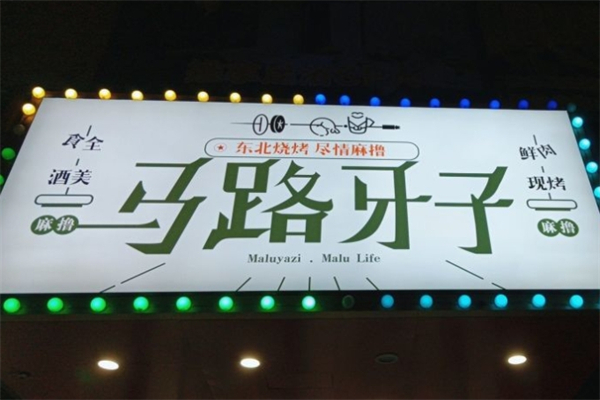 东北烧烤 尽情麻撸
食全
酒美
麻撸
马路牙子
Maluyazi . Malu Life
鲜肉
现烤
麻撸